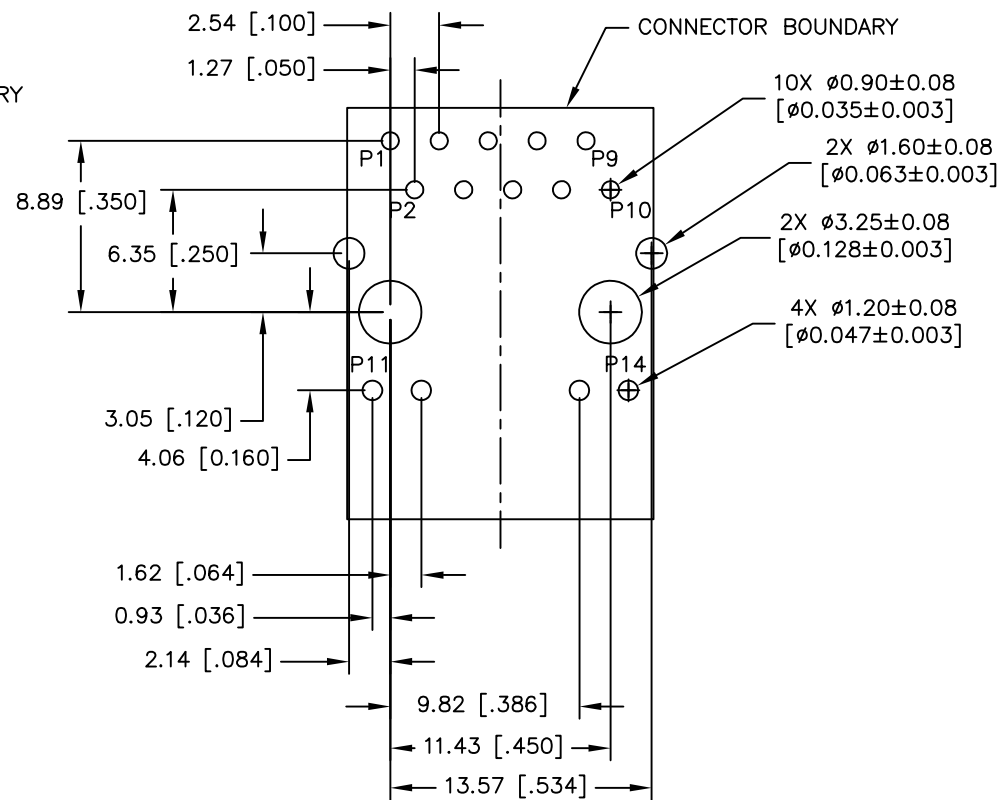 2.54 [.100]
CONNECTOR BOUNDARY
1.27 [.050]
RY
10X ø0.90±0.08
[ø0.035±0.003]
P1
P9
2X ø1.60±0.08
[ø0.063±0.003]
8.89 [.350]
P2
P10
2X ø3.25±0.08
[ø0.128±0.003]
6.35 [.250]
4X ø1.20±0.08
[ø0.047±0.003]
P11
P14
3.05 [.120]
4.06 [0.160]
1.62 [.064]
0.93 [.036]
2.14 [.084]
9.82 [.386]
11.43 [.450]
13.57 [.534]